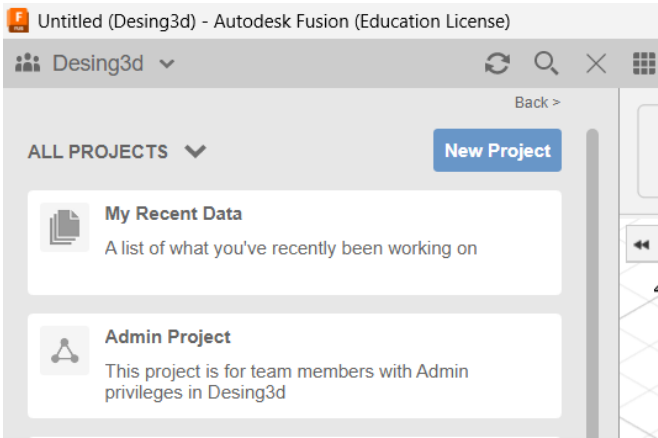 Untitled (Desing3d) - Autodesk Fusion (Education License)
Desing3d
Back >
ALL PROJECTS
New Project
My Recent Data
A list of what you've recently been working on
Admin Project
This project is for team members with Admin
privileges in Desing3d